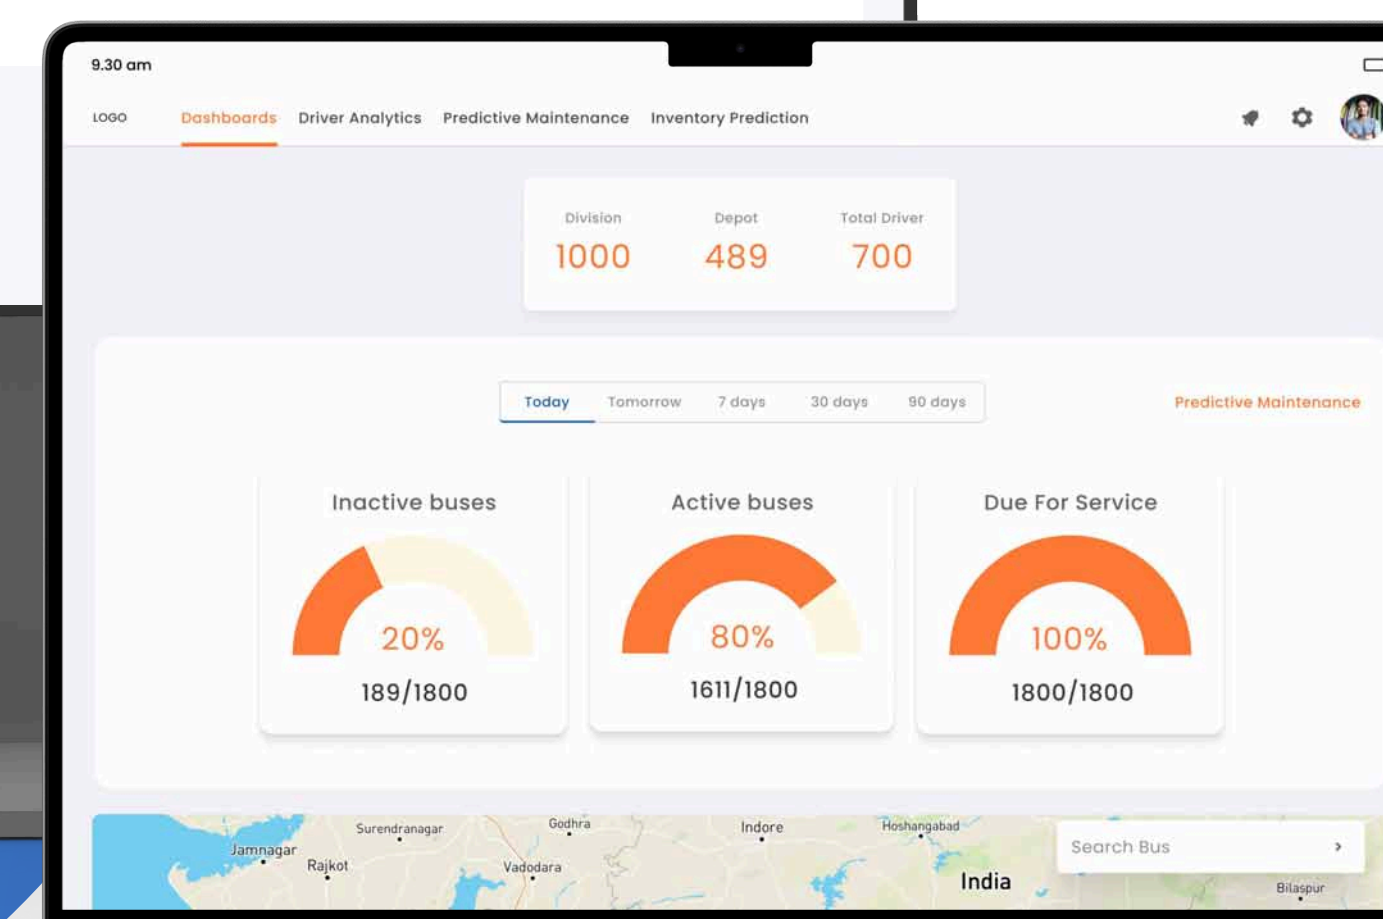 9.30 am
LOGO Dashboards Driver Analytics Predictive Maintenance Inventory Prediction
Division Depot Total Driver
1000 489 700
Today Tomorrow 7 days 30 days 90 days Predictive Maintenance
Inactive buses Active buses Due For Service
20% 80% 100%
189/1800 1611/1800 1800/1800
Surendranagar Godhra Indore Hoshangabad
Jamnagar Search Bus
Rajkot Vadodara
India Bilaspur